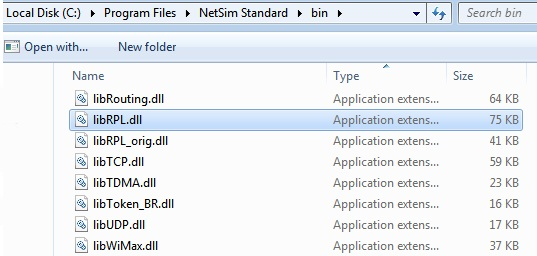 Local Disk (C:) Program Files NetSim Standard bin Search bin
Open with... New folder
Name Type Size
libRouting.dll Application extens... 64 KB
libRPL.dll Application extens... 75 KB
libRPL_orig.dll Application extens... 41 KB
libTCP.dll Application extens... 59 KB
libTDMA.dll Application extens... 23 KB
libToken_BR.dll Application extens... 16 KB
libUDP.dll Application extens... 17 KB
libWiMax.dll Application extens... 37 KB